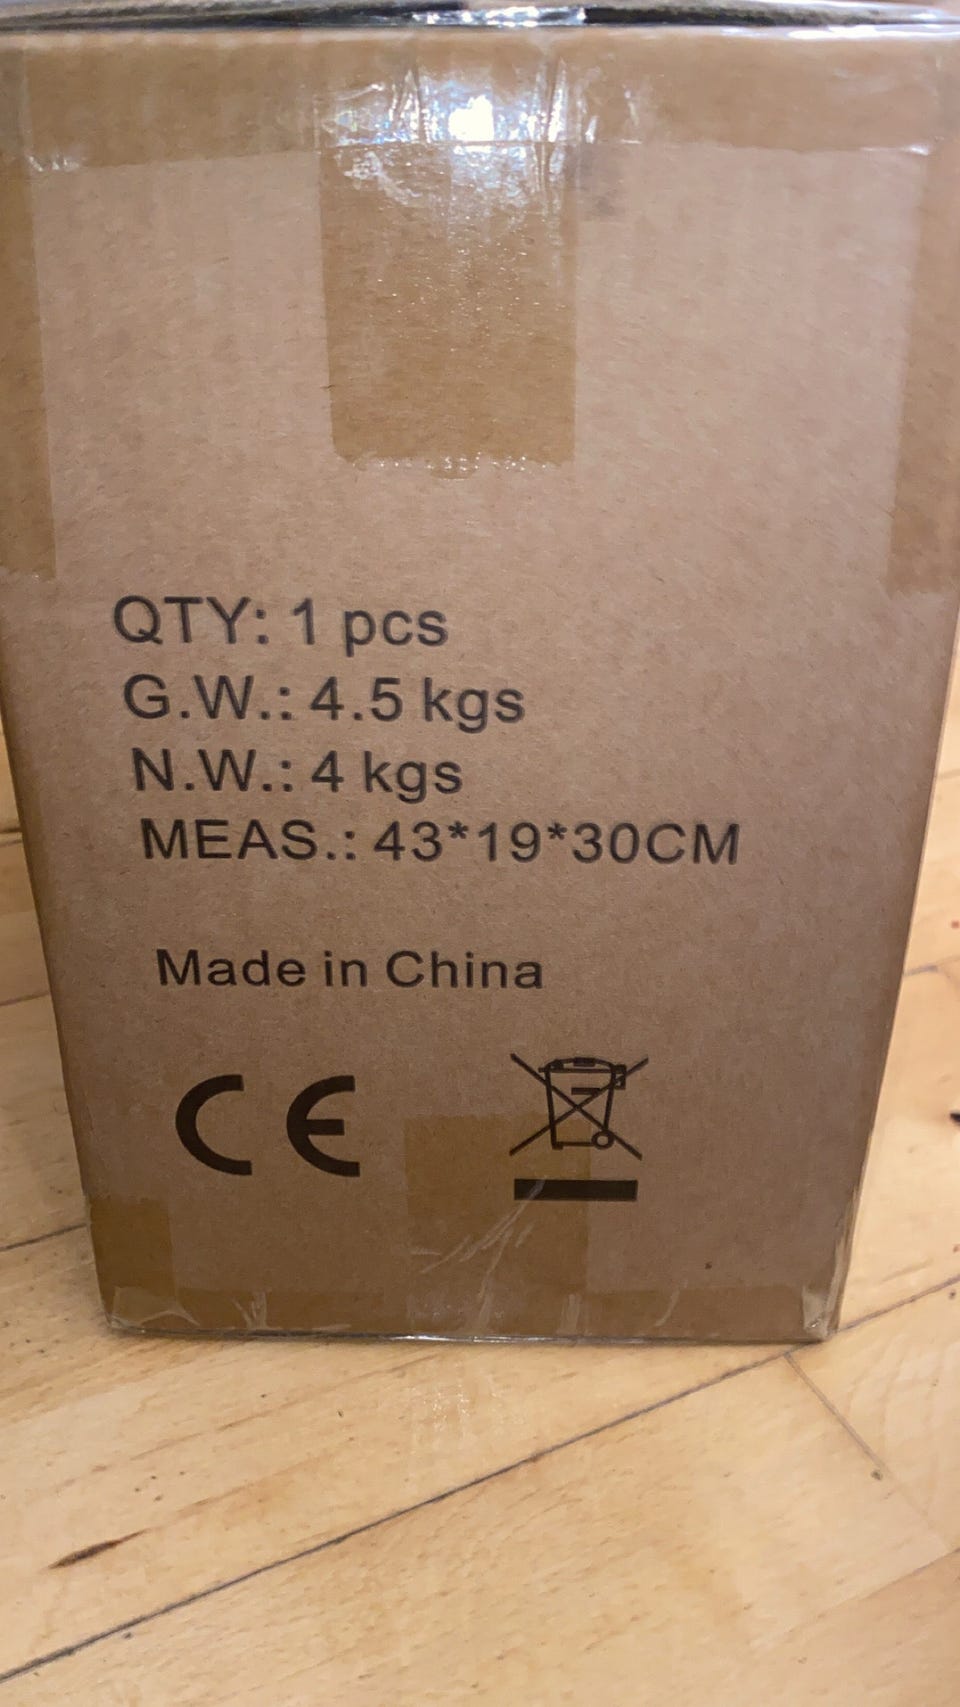 QTY: 1 pcs
G.W.: 4.5 kgs
N.W.: 4 kgs
MEAS.: 43*19*30CM
Made in China
CE